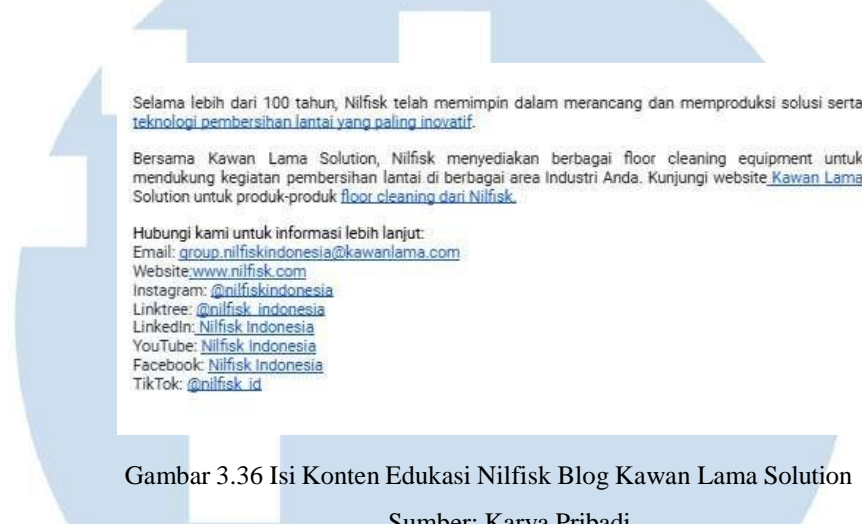 Selama lebih dari 100 tahun, Nilfisk telah memimpin dalam merancang dan memproduksi solusi serta
teknologi pembersihan lantai yang paling inovatif.
Bersama Kawan Lama Solution, Nilfisk menyediakan berbagai floor cleaning equipment untuk
mendukung kegiatan pembersihan lantai di berbagai area Industri Anda. Kunjungi website Kawan Lama
Solution untuk produk-produk floor cleaning dari Nilfisk.
Hubungi kami untuk informasi lebih lanjut:
Email: group.nilfiskindonesia@kawanlama.com
Website:www.nilfisk.com
Instagram: @nilfiskindonesia
Linktree: @nilfisk_indonesia
LinkedIn: Nilfisk Indonesia
YouTube: Nilfisk Indonesia
Facebook: Nilfisk Indonesia
TikTok: @nilfisk_id
Gambar 3.36 Isi Konten Edukasi Nilfisk Blog Kawan Lama Solution
Sumber: Karya Pribadi